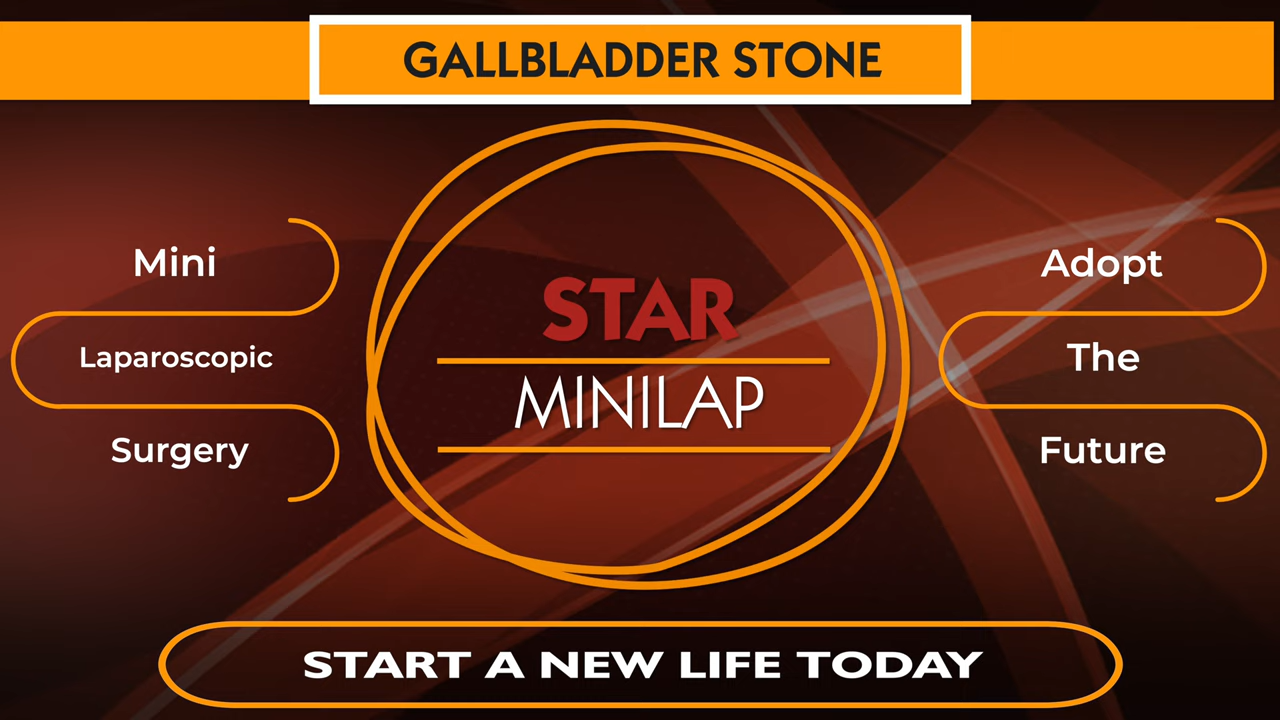 GALLBLADDER STONE
Mini
Laparoscopic
Surgery
STAR
MINILAP
Adopt
The
Future
START A NEW LIFE TODAY